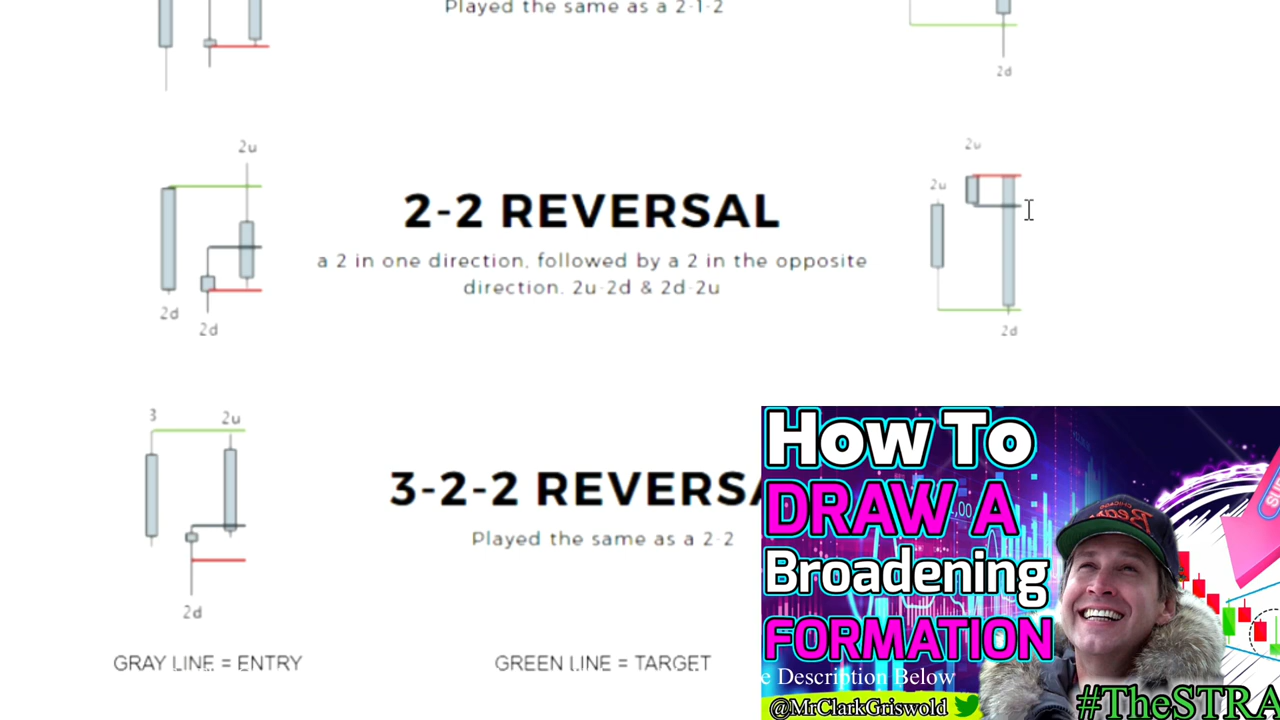 Played the same as a 2-1-2
2d
2u
2u
2u
2-2 REVERSAL
a 2 in one direction, followed by a 2 in the opposite
direction. 2u-2d & 2d-2u
2d
2d
2d
3
2u
3-2-2 REVERSA
Played the same as a 2-2
2d
GRAY LINE = ENTRY
GREEN LINE = TARGET
How To
DRAW A
Broadening
FORMATION
e Description Below
@MrClarkGriswold
#TheSTRA